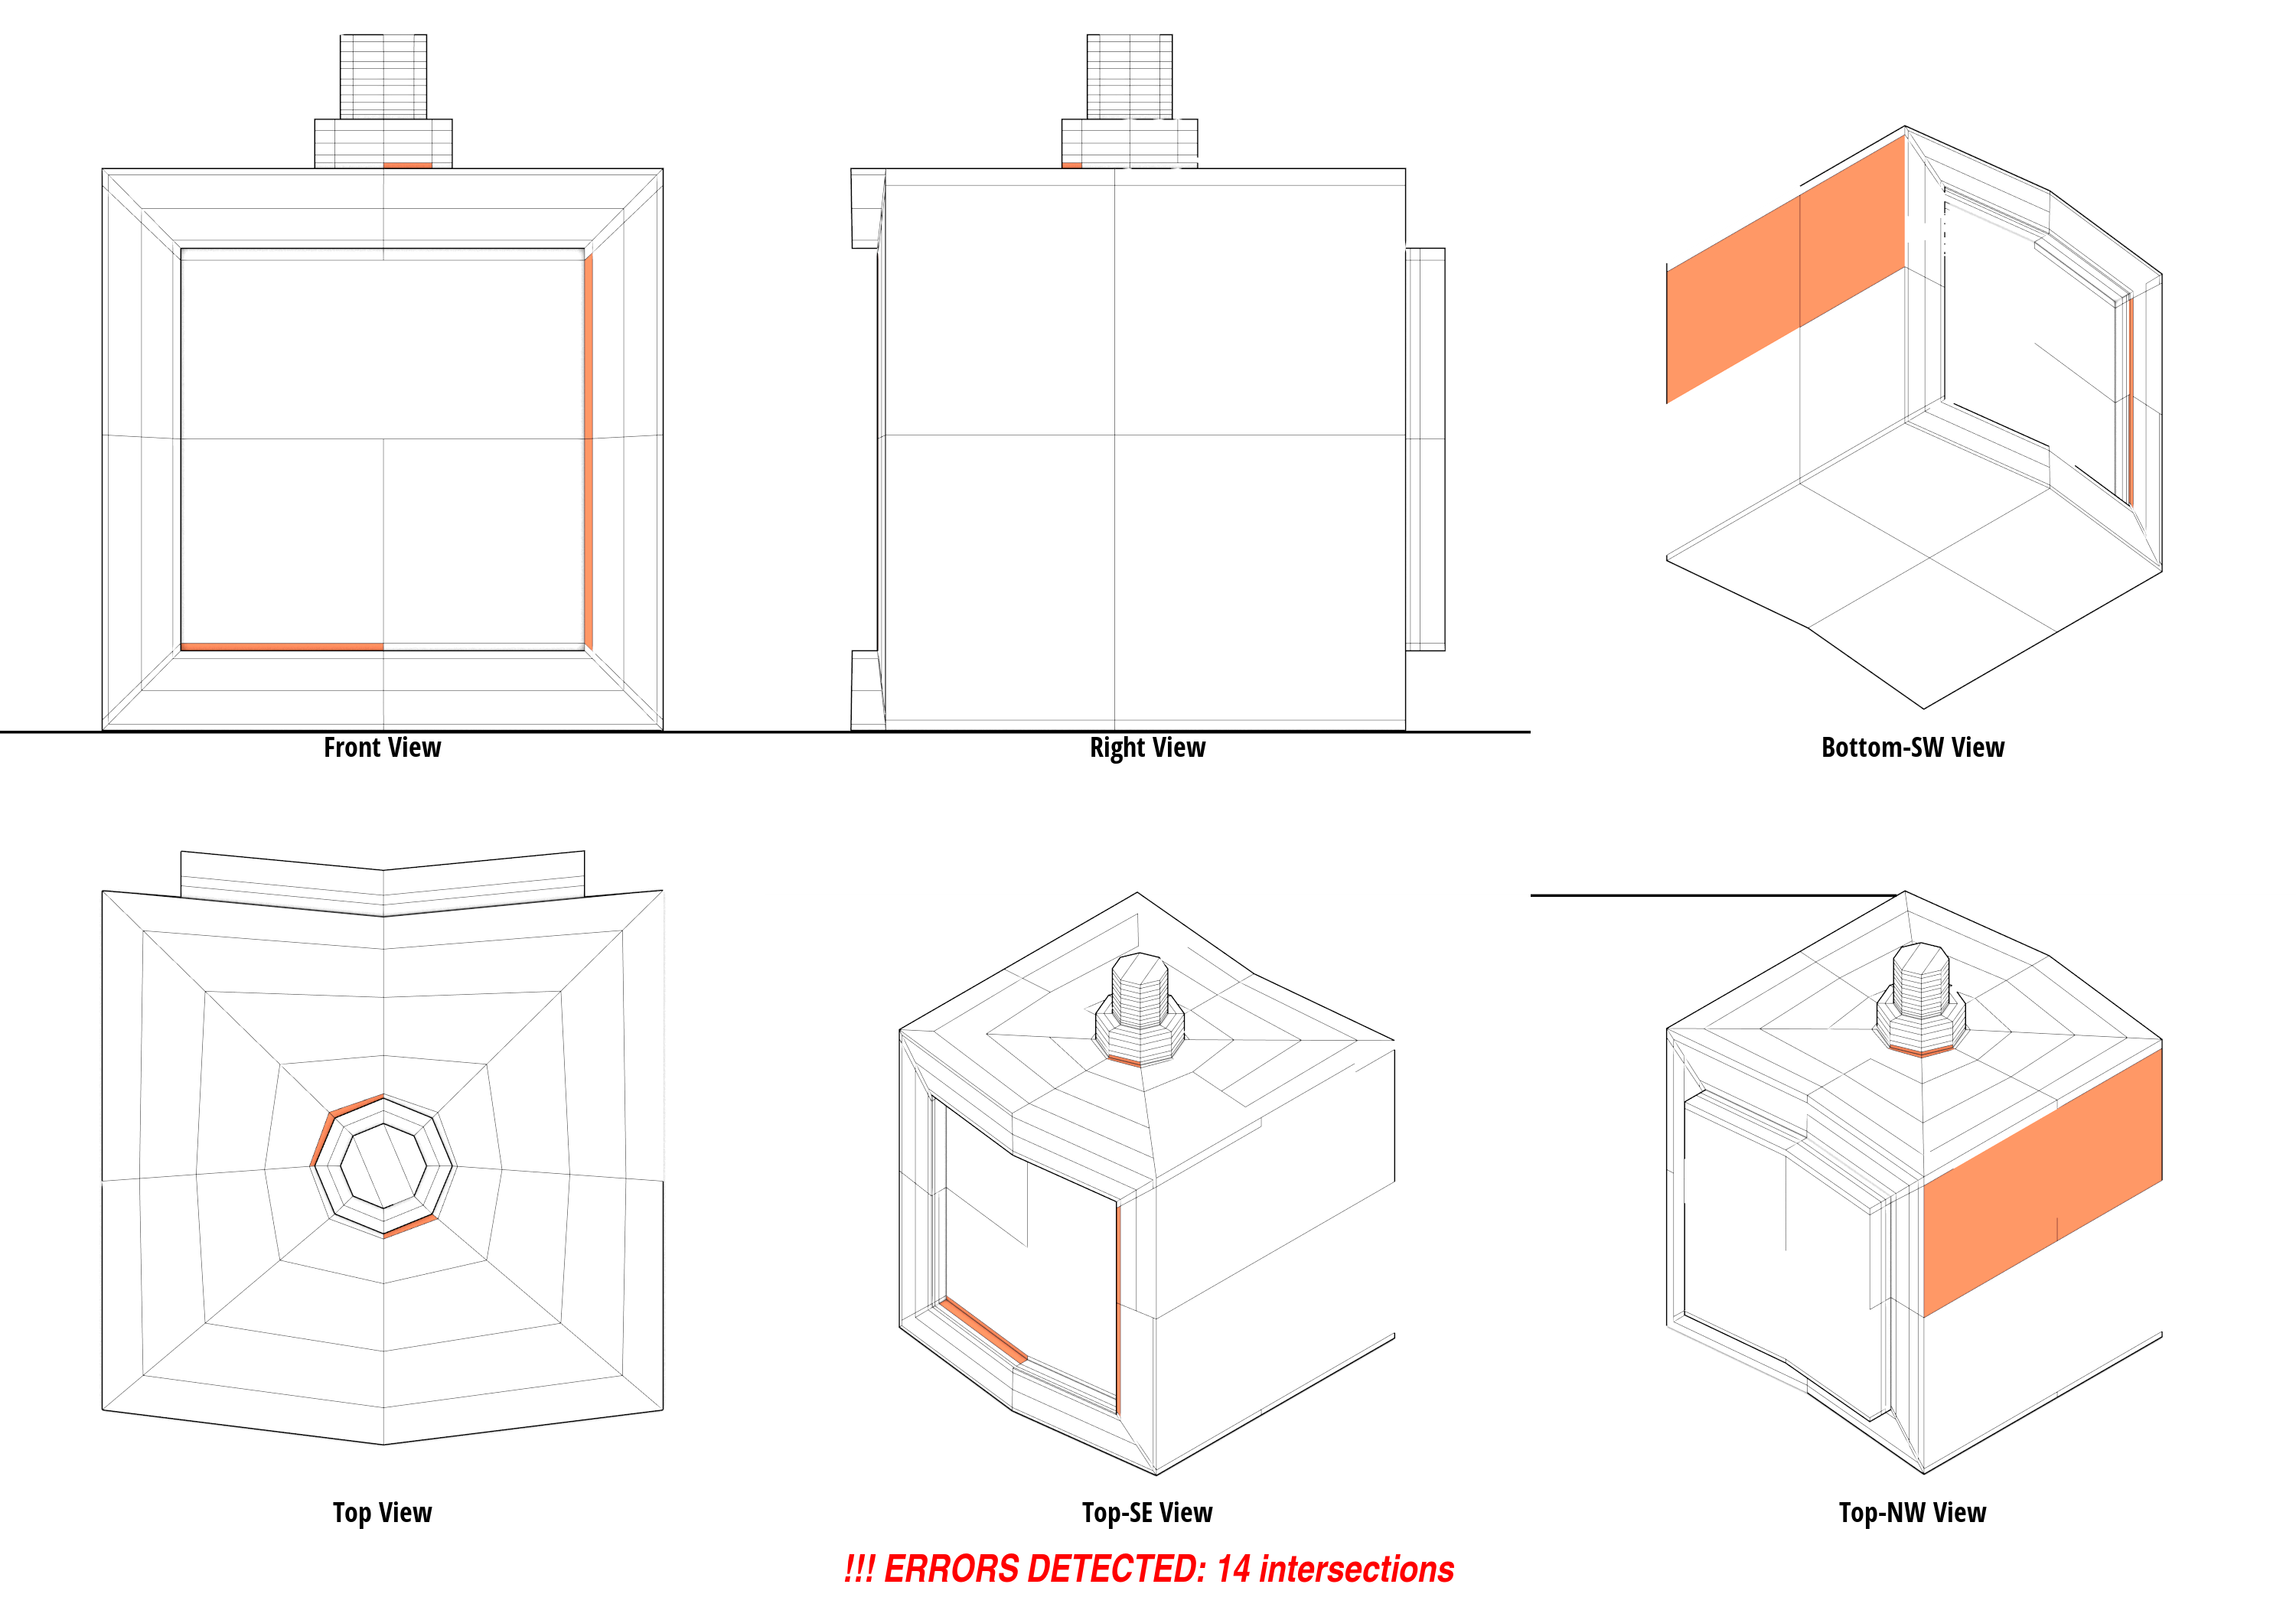 Front View
Right View
Bottom-SW View
Top View
Top-SE View
Top-NW View
!!! ERRORS DETECTED: 14 intersections